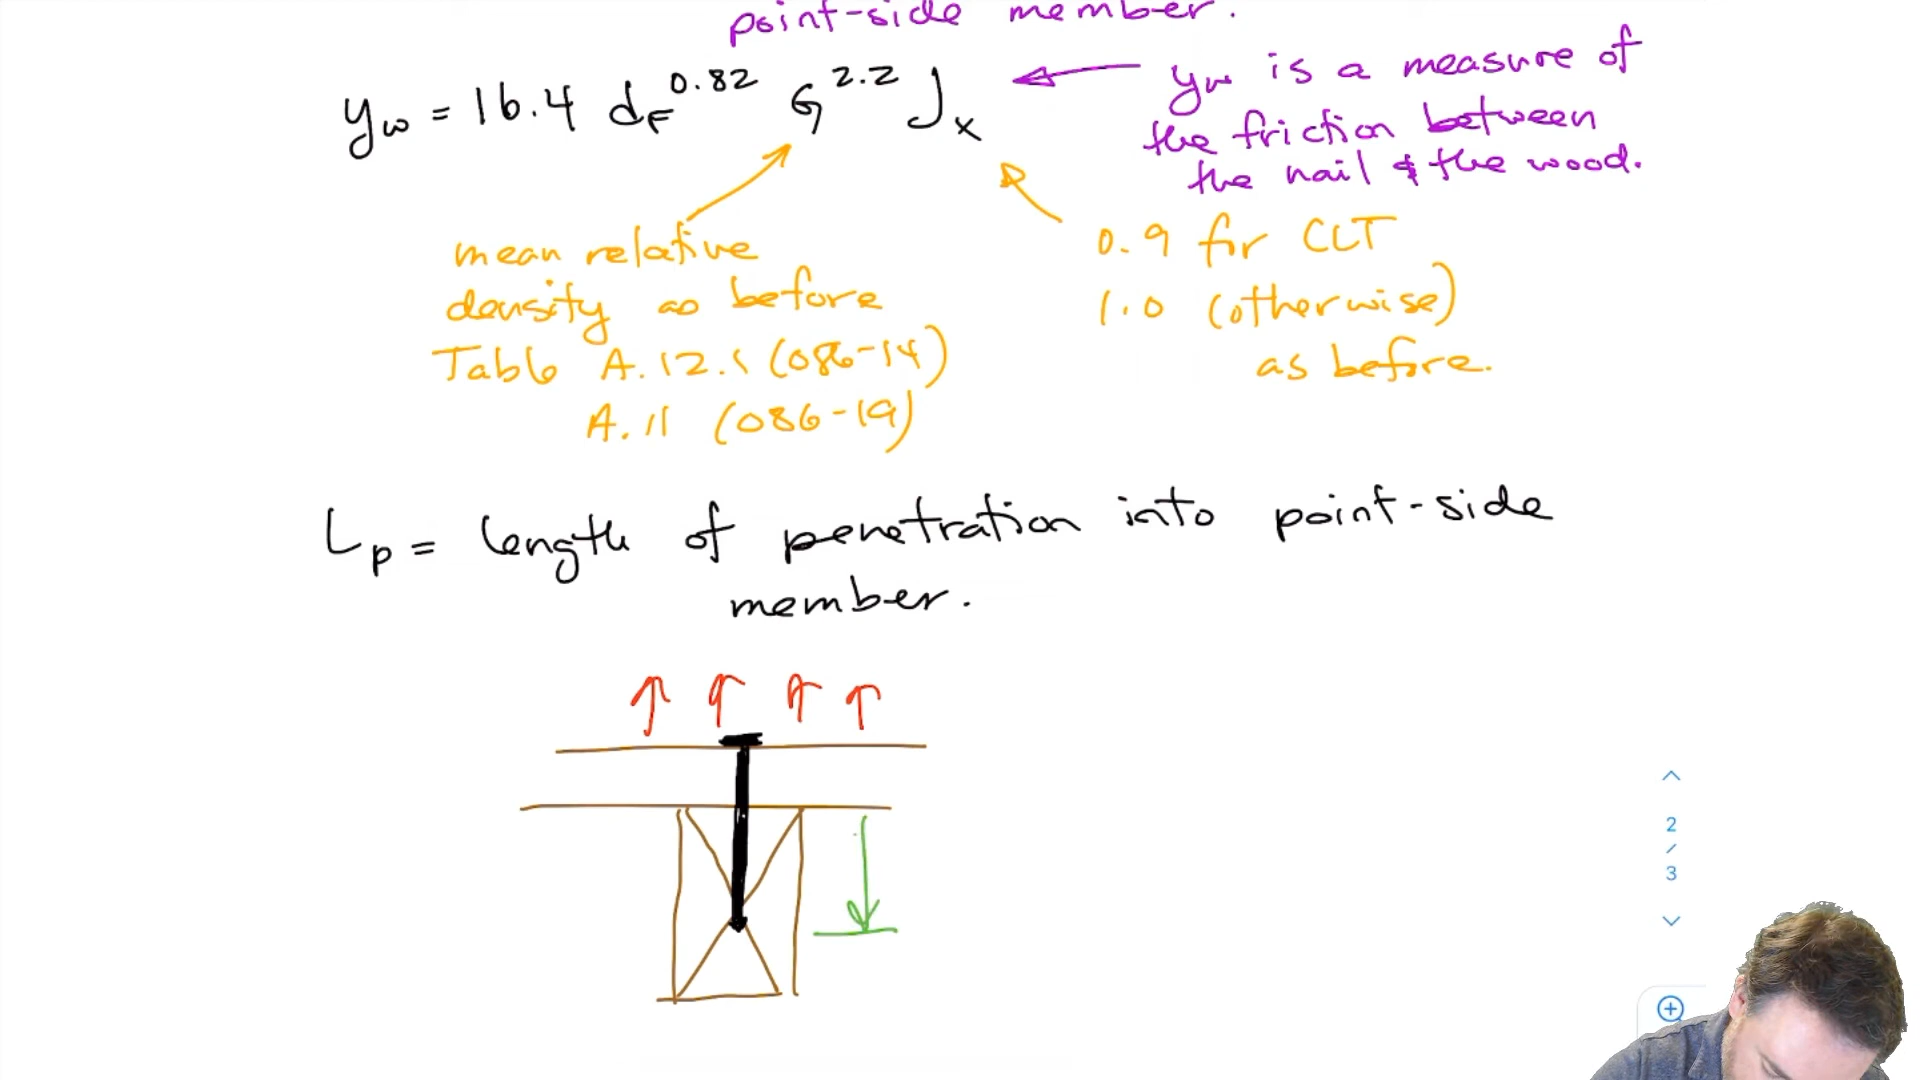 point-side member.
yw = 16.4 dF^0.82 G^2.2 Jx
yw is a measure of
the friction between
the nail & the wood.
mean relative
density as before
Table A.12.1 (086-14)
A.11 (086-19)
0.9 for CLT
1.0 (otherwise)
as before.
Lp = length of penetration into point-side
member.
2
/
3